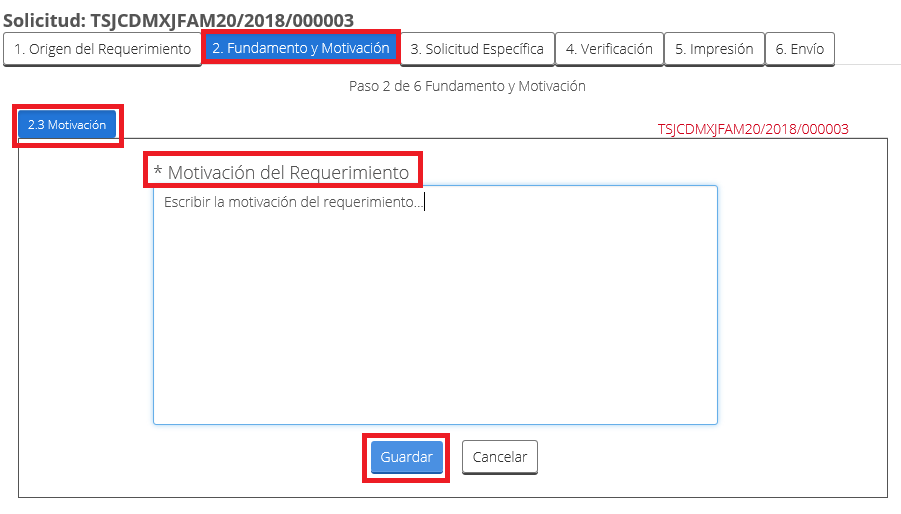 Solicitud: TSJCDMXJFAM20/2018/000003
1. Origen del Requerimiento 2. Fundamento y Motivación 3. Solicitud Específica 4. Verificación 5. Impresión 6. Envío
Paso 2 de 6 Fundamento y Motivación
2.3 Motivación
TSJCDMXJFAM20/2018/000003
* Motivación del Requerimiento
Escribir la motivación del requerimiento...
Guardar Cancelar